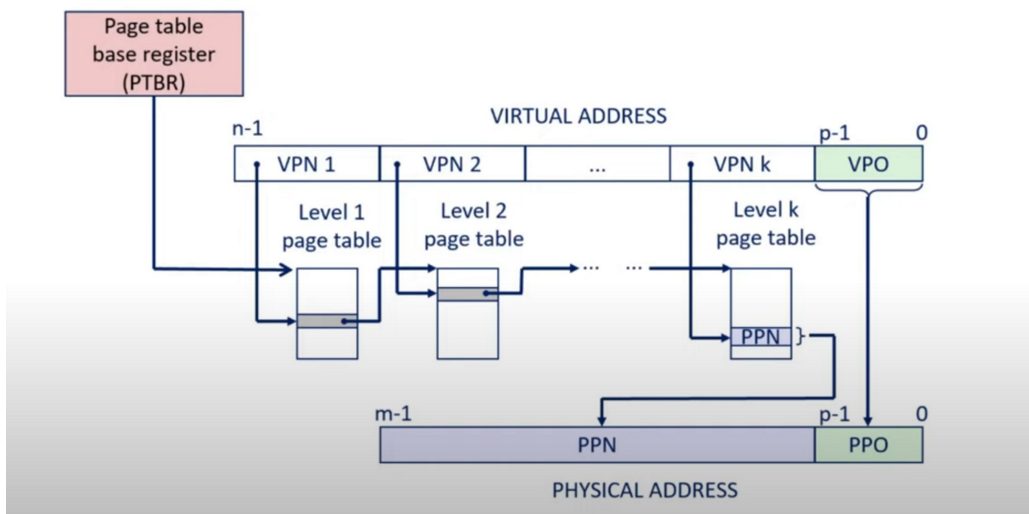 Page table
base register
(PTBR)
VIRTUAL ADDRESS
n-1
p-1
0
VPN 1
VPN 2
...
VPN k
VPO
Level 1
page table
Level 2
page table
Level k
page table
...
...
PPN
m-1
p-1
0
PPN
PPO
PHYSICAL ADDRESS